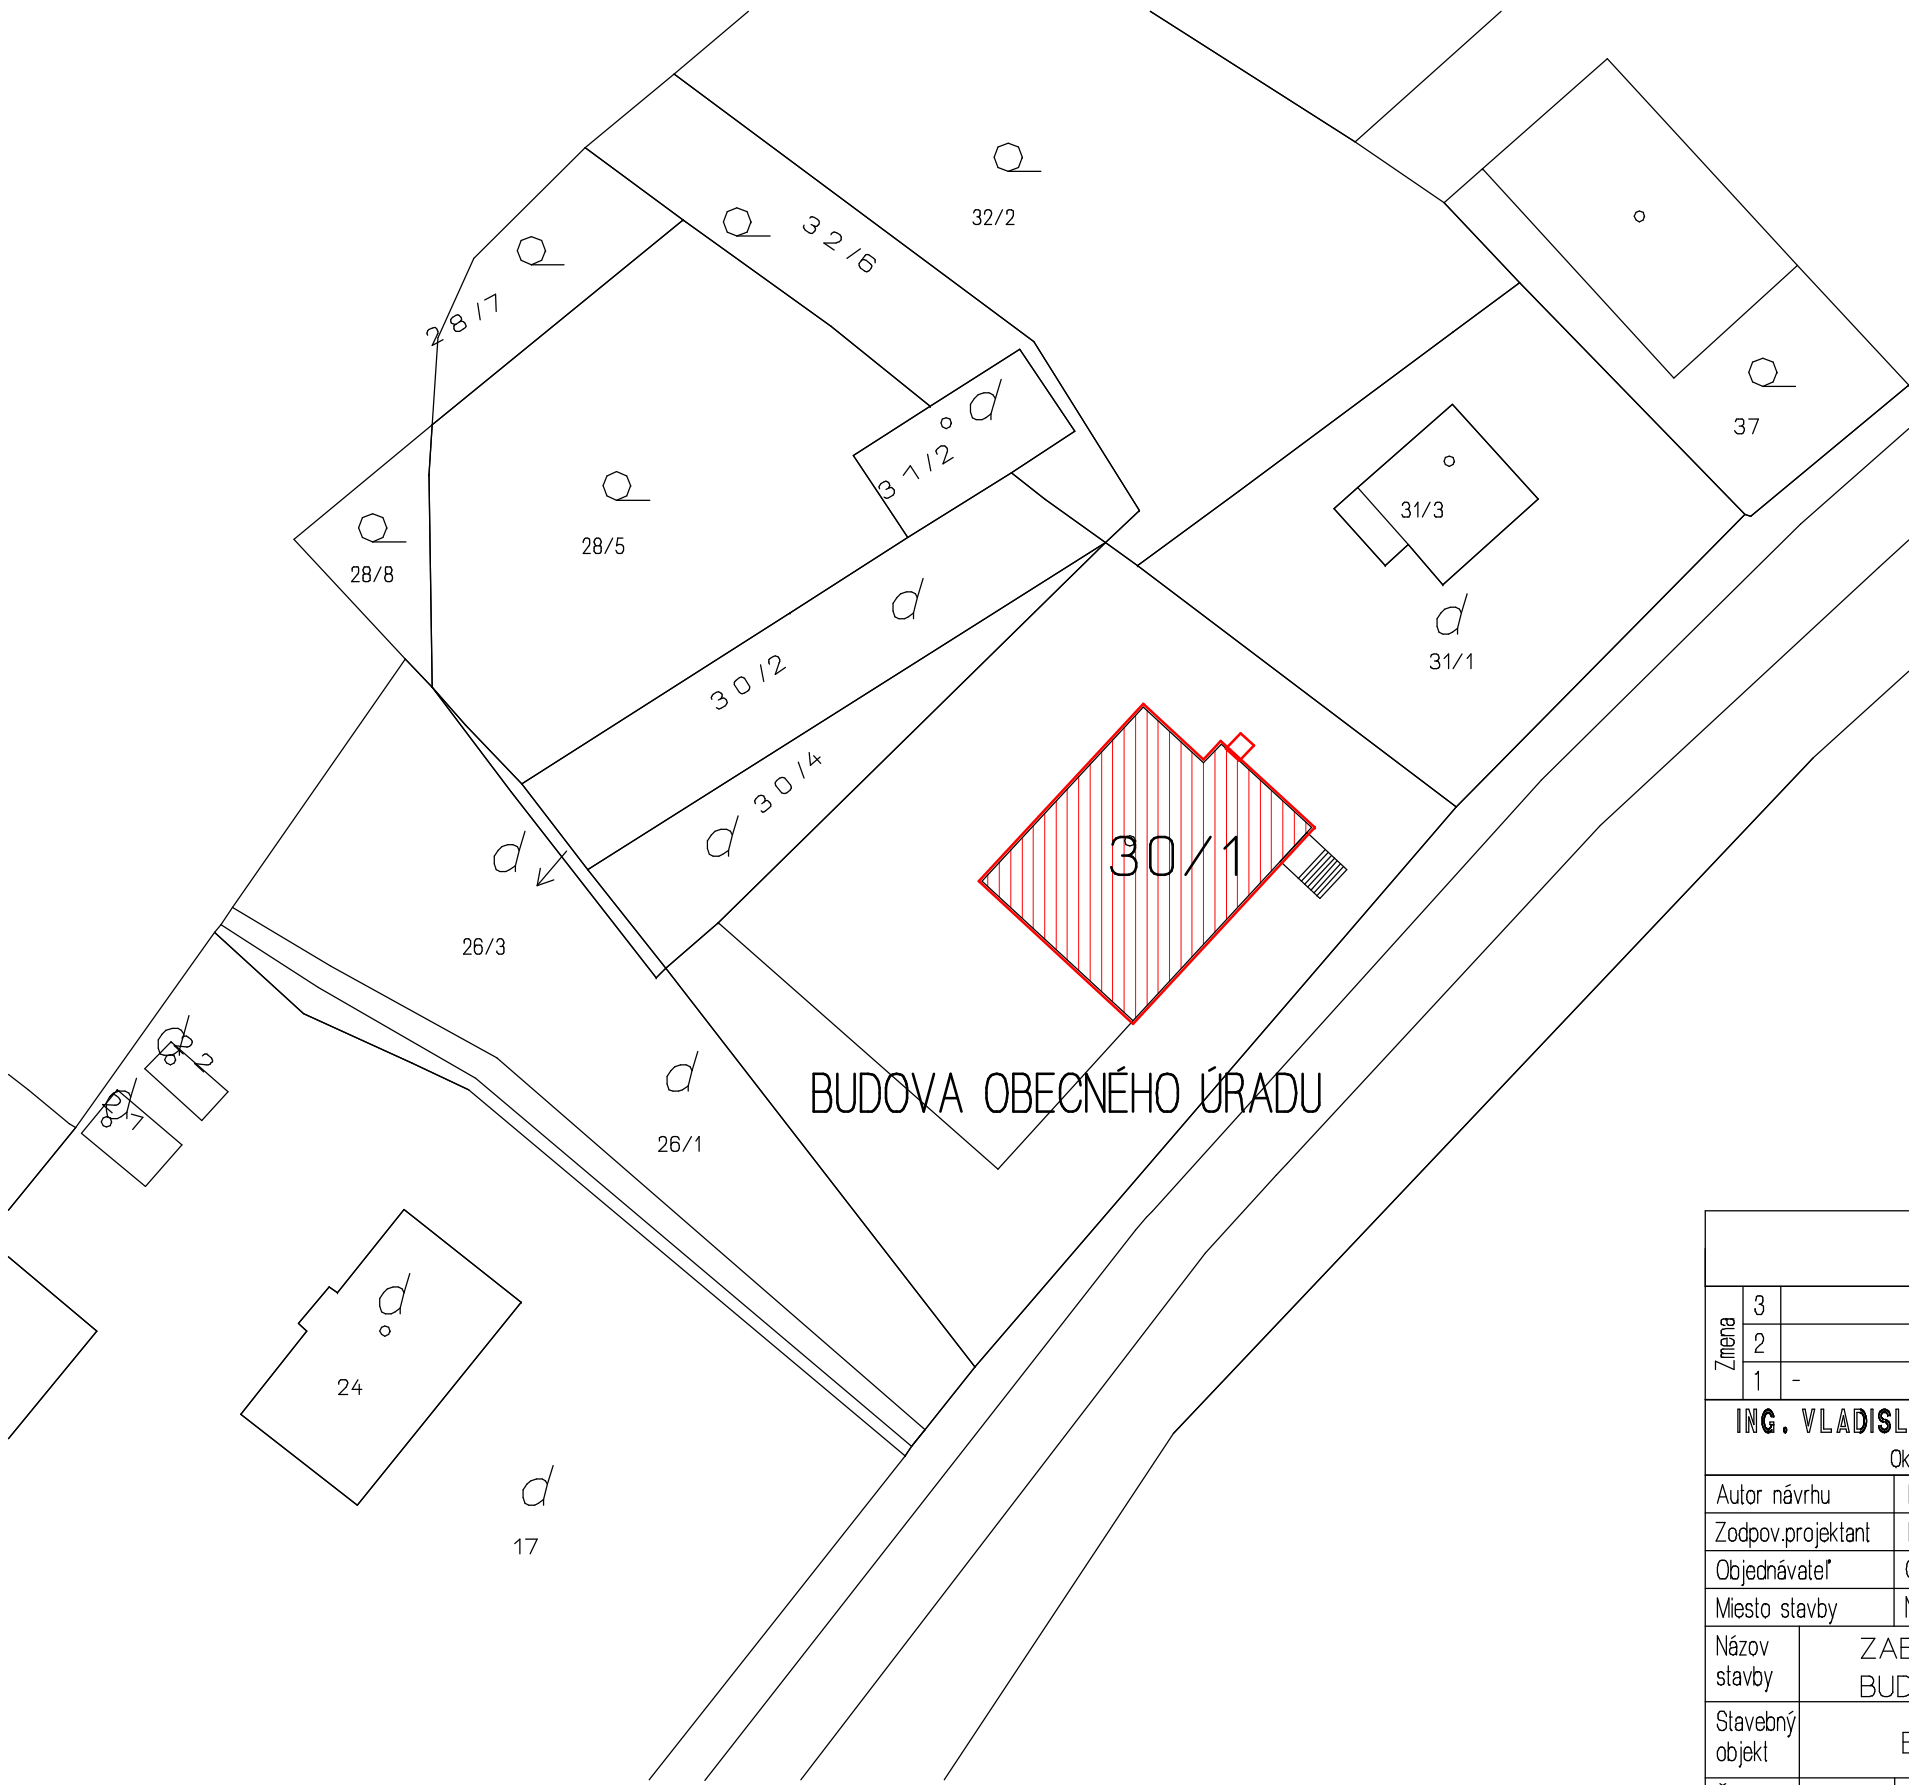 32/2
32/6
28/7
37
31/2
31/3
28/5
28/8
31/1
30/2
30/4
30/1
26/3
BUDOVA OBECNÉHO ÚRADU
26/1
24
17
Zmena
3
2
1 -
ING. VLADISL
Ok
Autor návrhu
Zodpov.projektant
Objednávateľ
Miesto stavby
Názov
stavby
ZAB
BUD
Stavebný
objekt